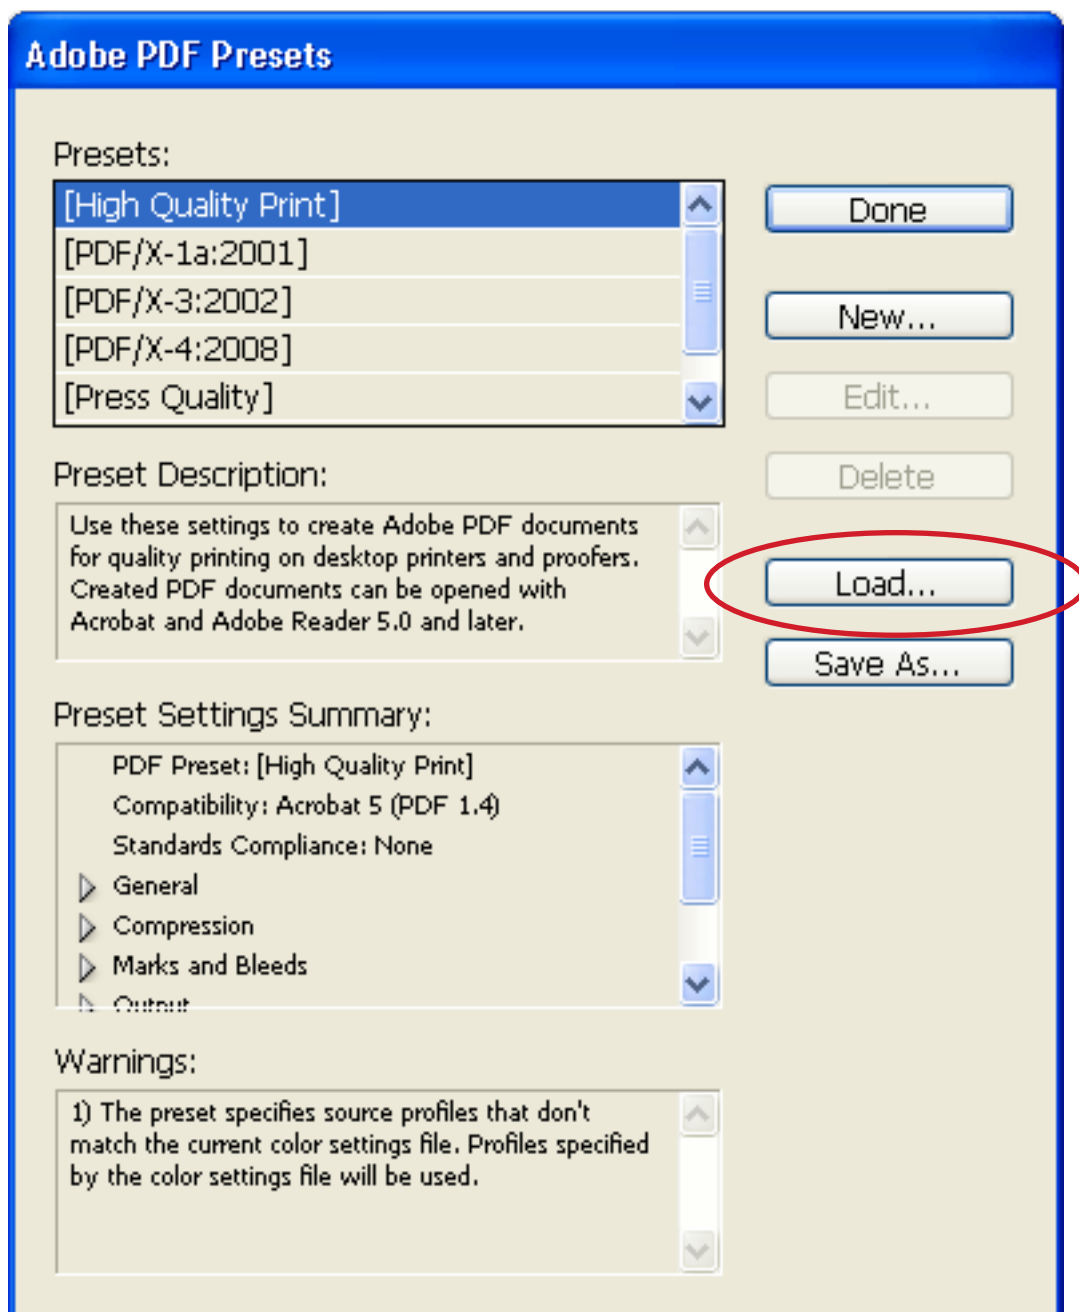 Adobe PDF Presets
Presets:
[High Quality Print]
[PDF/X-1a:2001]
[PDF/X-3:2002]
[PDF/X-4:2008]
[Press Quality]
Done
New...
Edit...
Delete
Load...
Save As...
Preset Description:
Use these settings to create Adobe PDF documents
for quality printing on desktop printers and proofers.
Created PDF documents can be opened with
Acrobat and Adobe Reader 5.0 and later.
Preset Settings Summary:
PDF Preset: [High Quality Print]
Compatibility: Acrobat 5 (PDF 1.4)
Standards Compliance: None
General
Compression
Marks and Bleeds
Output
Warnings:
1) The preset specifies source profiles that don't
match the current color settings file. Profiles specified
by the color settings file will be used.